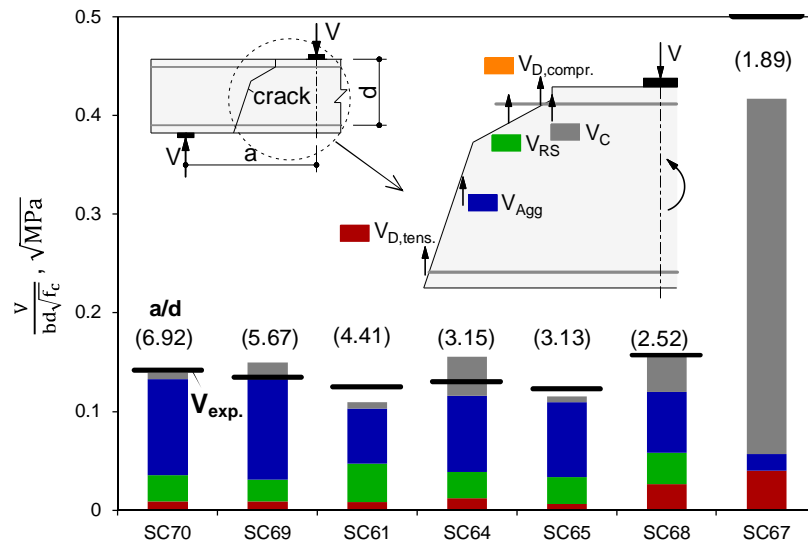 0.5
0.4
0.3
0.2
0.1
0
V/bd√f_c , √MPa
V
d
crack
V
a
V
V_D,compr.
V_RS
V_C
V_Agg
V_D,tens.
(1.89)
a/d
(6.92) (5.67) (4.41) (3.15) (3.13) (2.52)
V_exp.
SC70 SC69 SC61 SC64 SC65 SC68 SC67